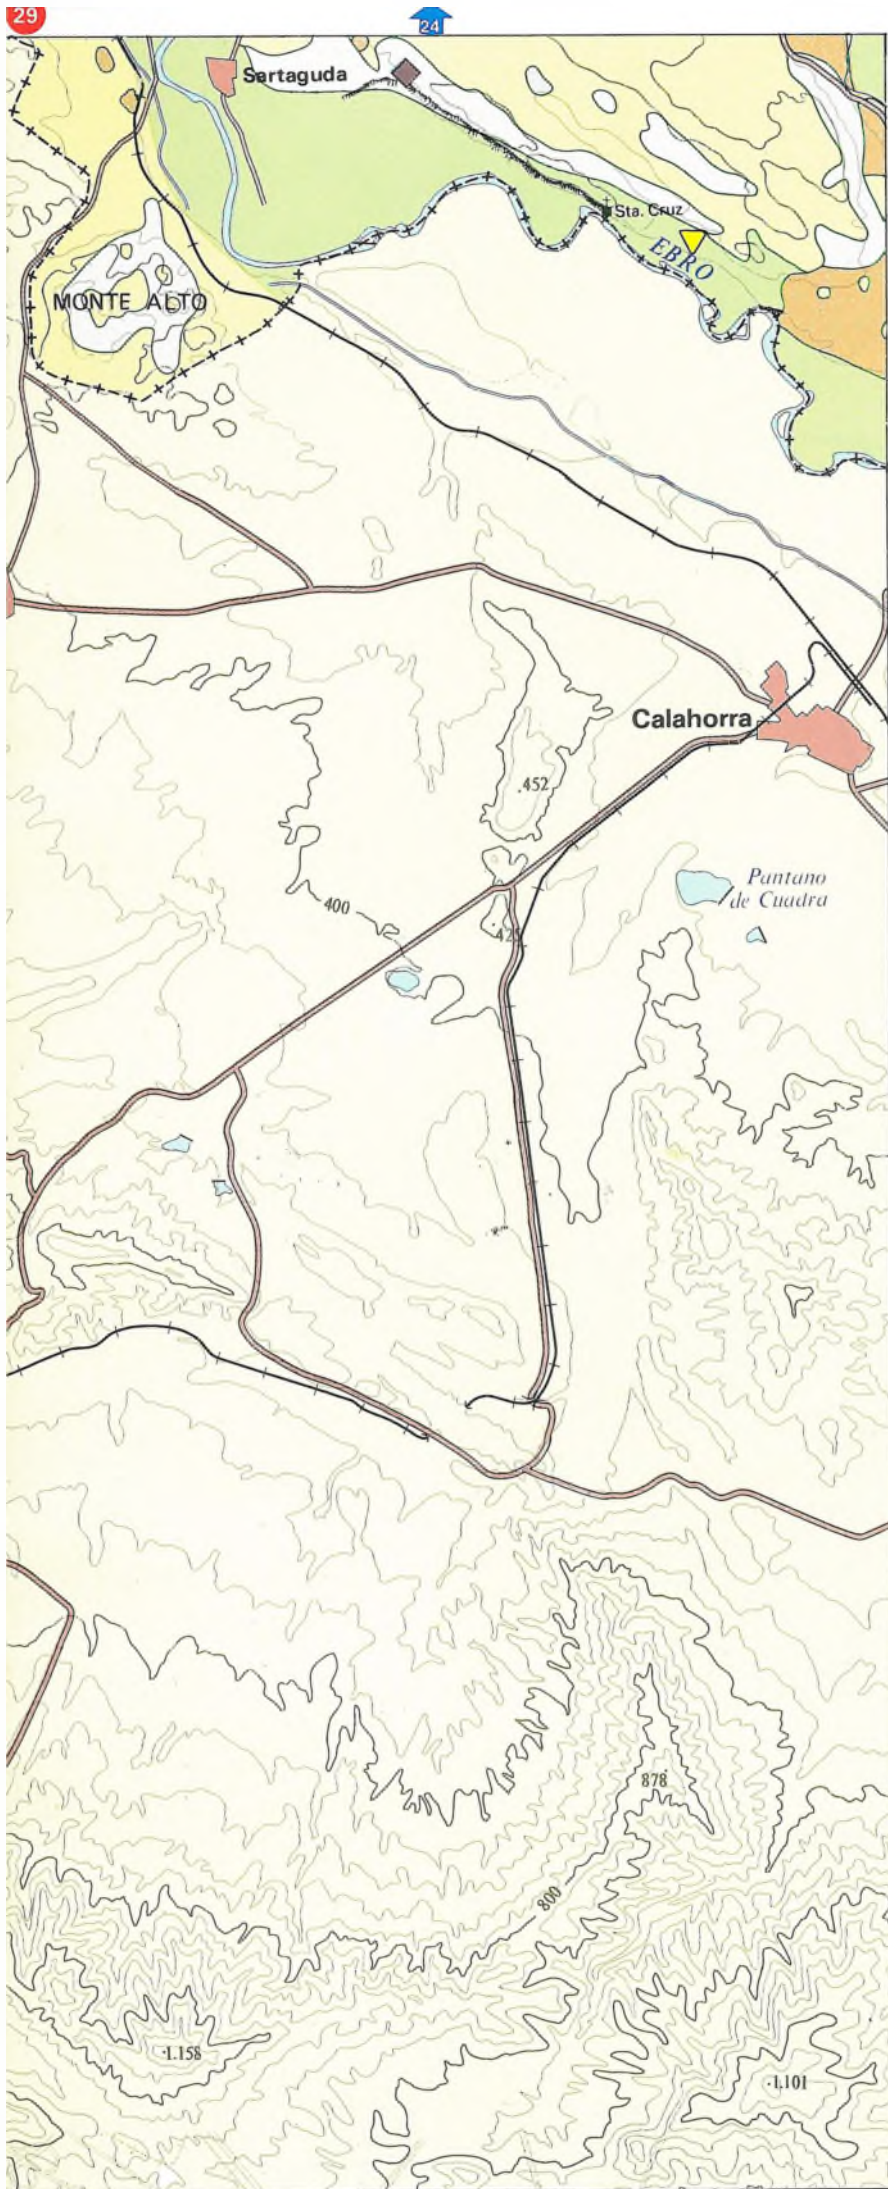 29
24
Sartaguda
Sta. Cruz
EBRO
MONTE ALTO
Calahorra
.452
Pantano
de Cuadra
400
878
800
1.158
1.101